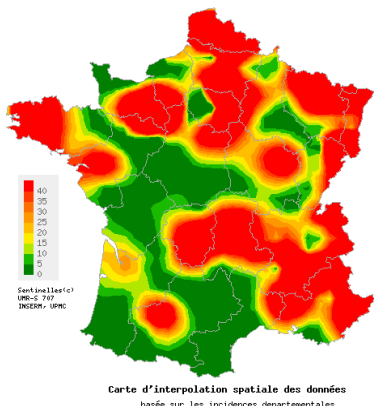 40
35
30
25
20
15
10
5
0
Sentinelles(c)
UMR-S 707
INSERM, UPMC
Carte d'interpolation spatiale des données
basée sur les incidences departementales